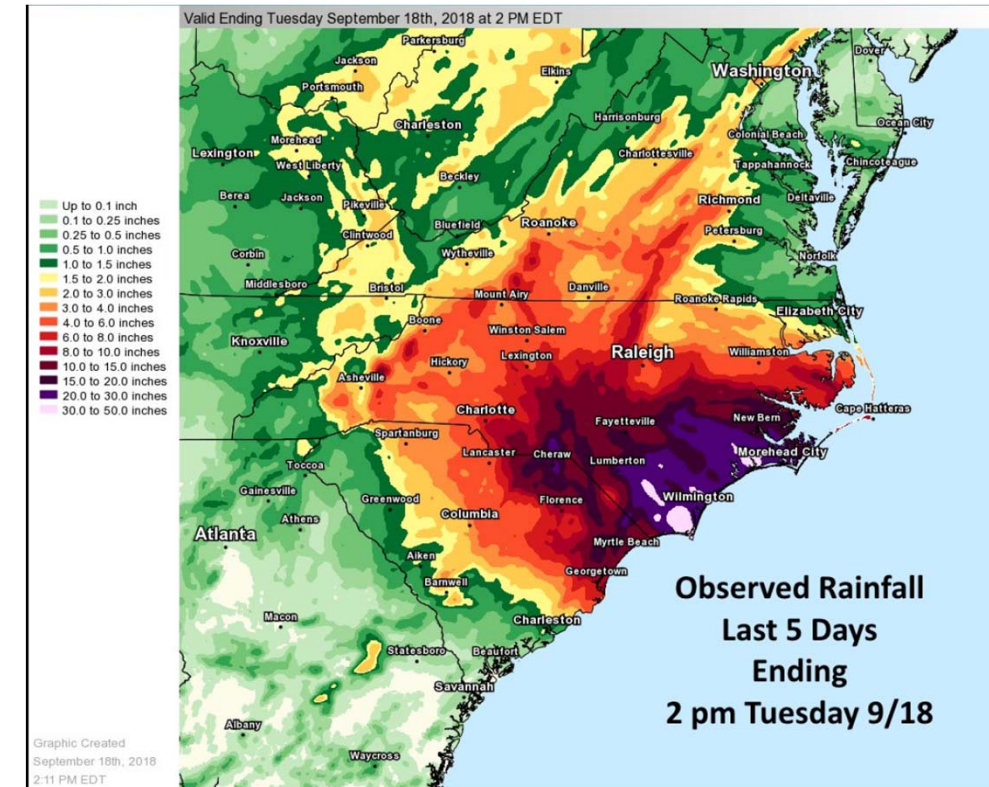 Valid Ending Tuesday September 18th, 2018 at 2 PM EDT
Parkersburg
Dover
Jackson
Elkins
Washington
Portsmouth
Harrisonburg
Ocean City
Charleston
Colonial Beach
Morehead
Lexington
Charlottesville
Tappahannock
Chincoteague
West Liberty
Beckley
Berea
Jackson
Pikeville
Richmond
Deltaville
Up to 0.1 inch
0.1 to 0.25 inches
0.25 to 0.5 inches
0.5 to 1.0 inches
1.0 to 1.5 inches
1.5 to 2.0 inches
2.0 to 3.0 inches
3.0 to 4.0 inches
4.0 to 6.0 inches
6.0 to 8.0 inches
8.0 to 10.0 inches
10.0 to 15.0 inches
15.0 to 20.0 inches
20.0 to 30.0 inches
30.0 to 50.0 inches
Bluefield
Roanoke
Clintwood
Petersburg
Corbin
Wytheville
Norfolk
Middlesboro
Bristol
Mount Airy
Danville
Roanoke Rapids
Elizabeth City
Boone
Winston Salem
Knoxville
Hickory
Lexington
Raleigh
Williamston
Asheville
Charlotte
Cape Hatteras
Fayetteville
New Bern
Spartanburg
Lancaster
Cheraw
Lumberton
Morehead City
Toccoa
Gainesville
Greenwood
Florence
Wilmington
Athens
Columbia
Atlanta
Myrtle Beach
Aiken
Georgetown
Barnwell
Macon
Charleston
Statesboro
Beaufort
Savannah
Albany
Waycross
Observed Rainfall
Last 5 Days
Ending
2 pm Tuesday 9/18
Graphic Created
September 18th, 2018
2:11 PM EDT